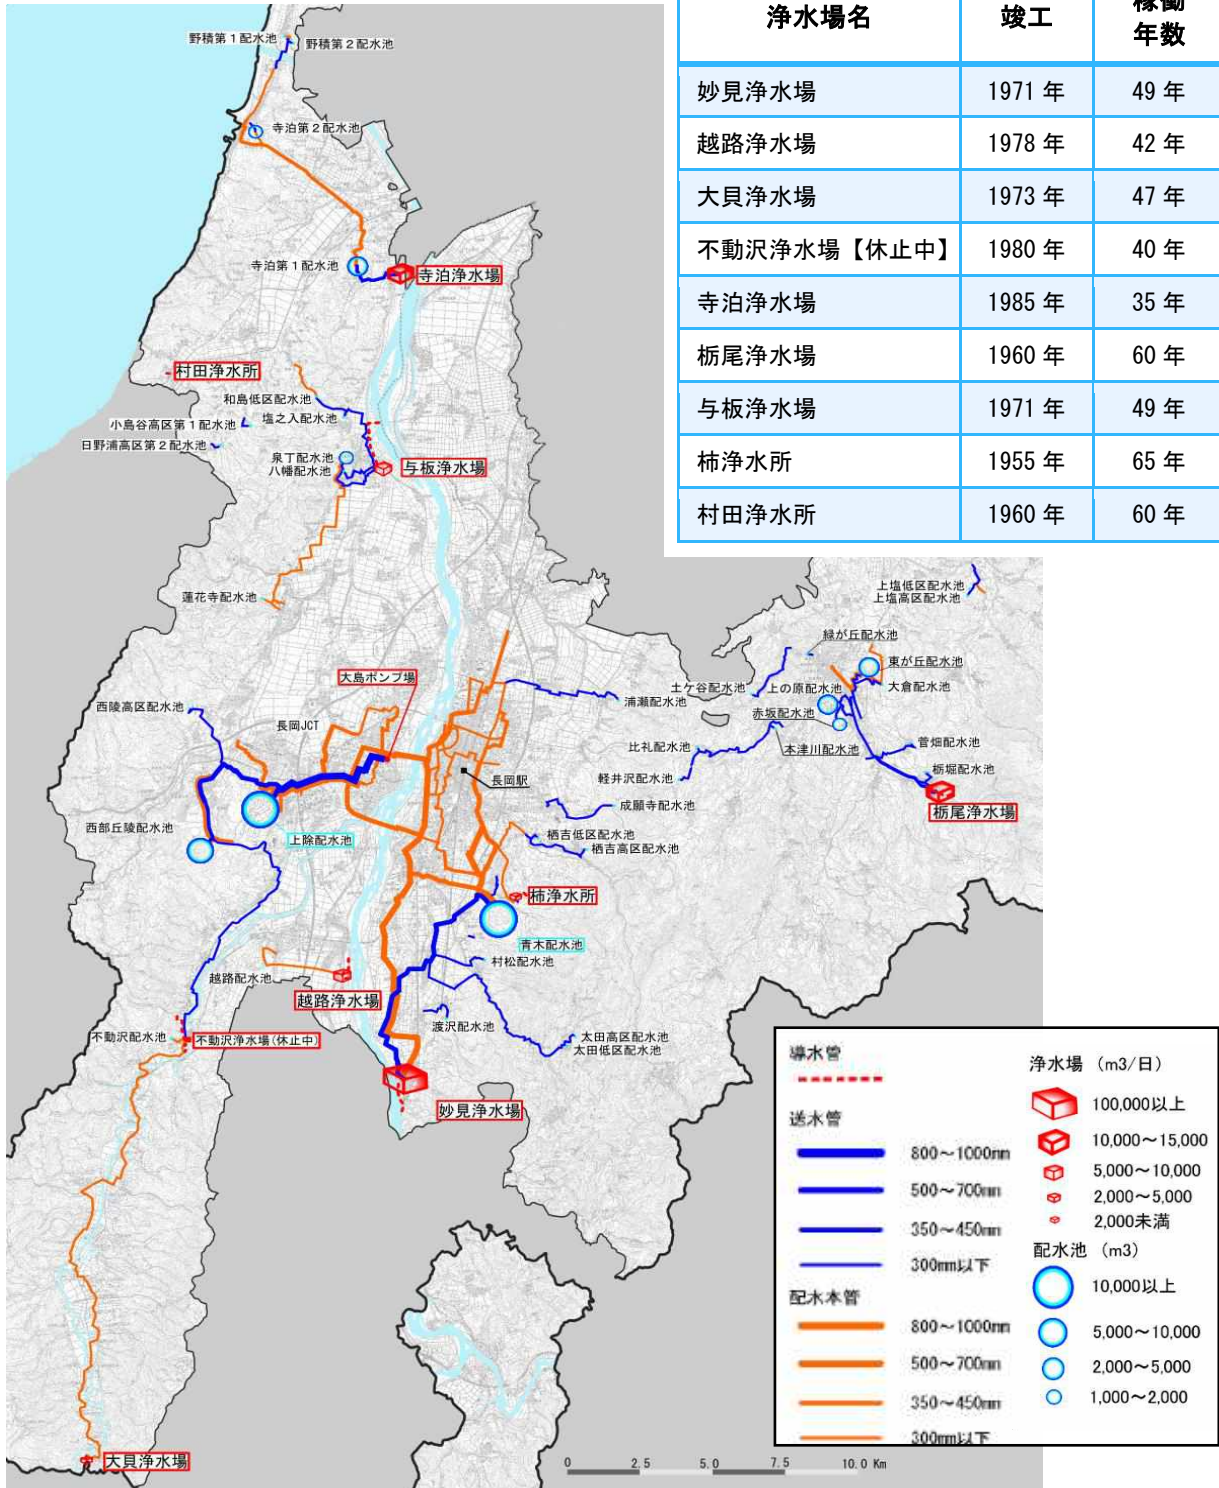 浄水場名 竣工 稼働
年数
妙見浄水場 1971 年 49 年
越路浄水場 1978 年 42 年
大貝浄水場 1973 年 47 年
不動沢浄水場【休止中】 1980 年 40 年
寺泊浄水場 1985 年 35 年
栃尾浄水場 1960 年 60 年
与板浄水場 1971 年 49 年
柿浄水所 1955 年 65 年
村田浄水所 1960 年 60 年
野積第1配水池
野積第2配水池
寺泊第2配水池
寺泊第1配水池
寺泊浄水場
村田浄水所
和島低区配水池
小島谷高区第1配水池
塩之入配水池
日野浦高区第2配水池
泉丁配水池
八幡配水池
与板浄水場
蓮花寺配水池
上塩低区配水池
上塩高区配水池
緑が丘配水池
東が丘配水池
大島ポンプ場
土ケ谷配水池
上の原配水池
大倉配水池
西陵高区配水池
浦瀬配水池
赤坂配水池
長岡JCT
比礼配水池
本津川配水池
菅畑配水池
軽井沢配水池
栃堀配水池
長岡駅
成願寺配水池
栃尾浄水場
西部丘陵配水池
上除配水池
栖吉低区配水池
栖吉高区配水池
柿浄水所
青木配水池
村松配水池
越路配水池
越路浄水場
渡沢配水池
不動沢配水池
不動沢浄水場(休止中)
太田高区配水池
太田低区配水池
妙見浄水場
大貝浄水場
導水管
送水管
800～1000mm
500～700mm
350～450mm
300mm以下
配水本管
800～1000mm
500～700mm
350～450mm
300mm以下
浄水場 (m3/日)
100,000以上
10,000～15,000
5,000～10,000
2,000～5,000
2,000未満
配水池 (m3)
10,000以上
5,000～10,000
2,000～5,000
1,000～2,000
0 2.5 5.0 7.5 10.0 Km